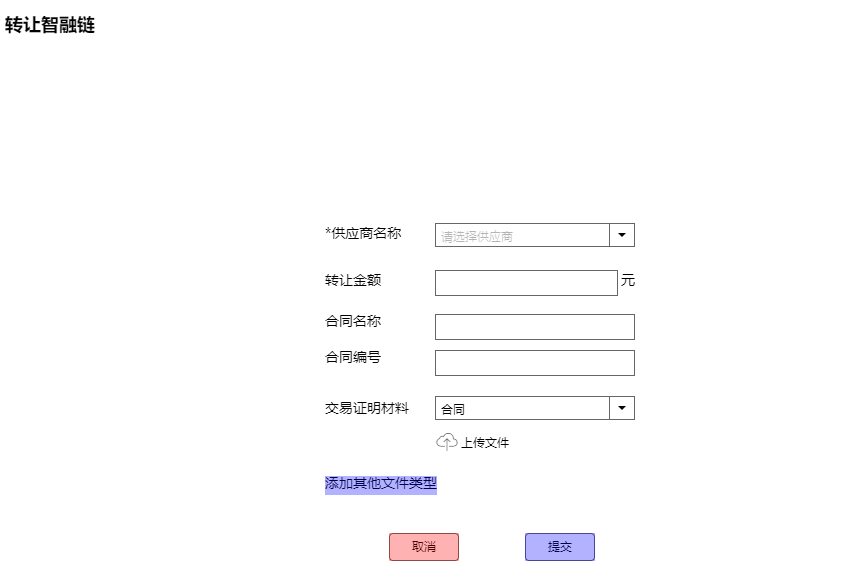 转让智融链
*供应商名称 请选择供应商
转让金额 元
合同名称
合同编号
交易证明材料 合同
上传文件
添加其他文件类型
取消 提交